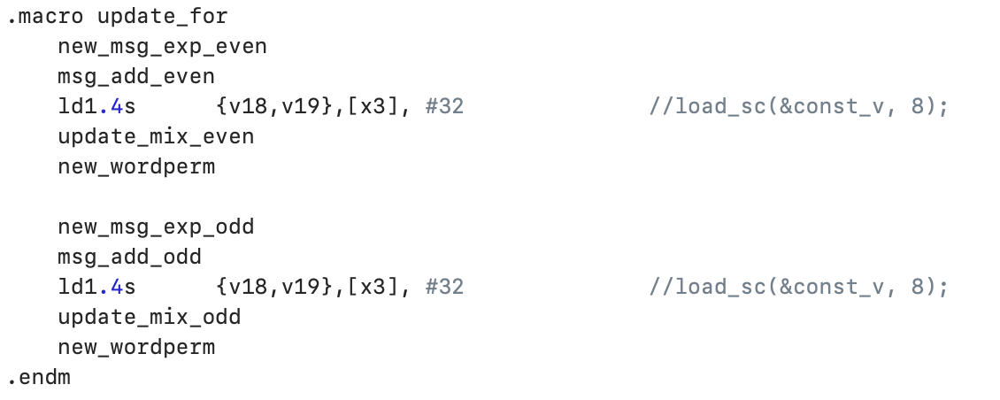 .macro update_for
    new_msg_exp_even
    msg_add_even
    ld1.4s      {v18,v19},[x3], #32              //load_sc(&const_v, 8);
    update_mix_even
    new_wordperm

    new_msg_exp_odd
    msg_add_odd
    ld1.4s      {v18,v19},[x3], #32              //load_sc(&const_v, 8);
    update_mix_odd
    new_wordperm
.endm